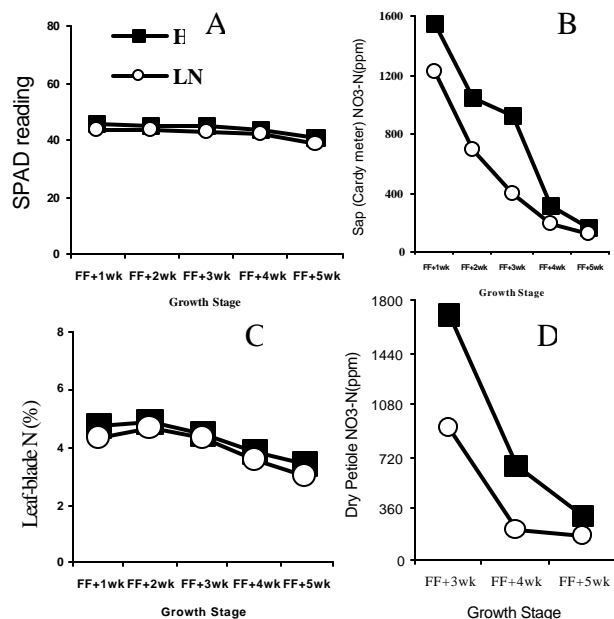 A
80
60
40
20
0
SPAD reading
H
LN
FF+1wk FF+2wk FF+3wk FF+4wk FF+5wk
Growth Stage
B
1600
1200
800
400
0
Sap (Cardy meter) NO3-N(ppm)
FF+1wk FF+2wk FF+3wk FF+4wk FF+5wk
Growth Stage
C
8
6
4
2
0
Leaf-blade N (%)
FF+1wk FF+2wk FF+3wk FF+4wk FF+5wk
Growth Stage
D
1800
1440
1080
720
360
0
Dry Petiole NO3-N(ppm)
FF+3wk FF+4wk FF+5wk
Growth Stage